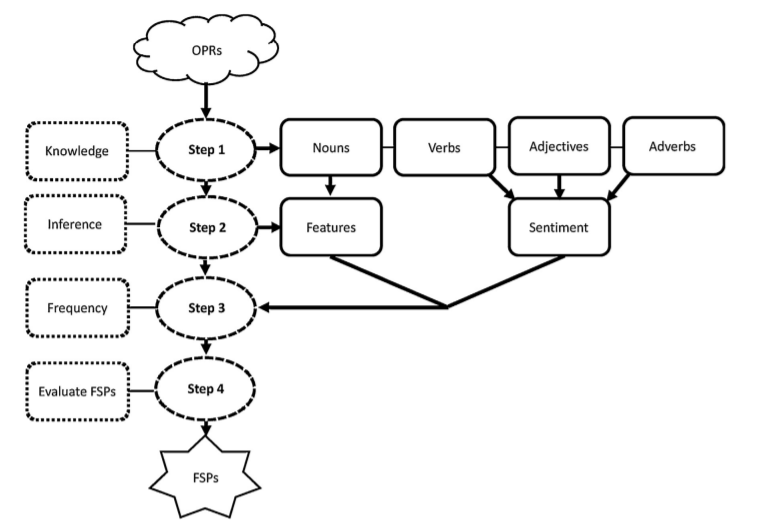 OPRs
Knowledge
Step 1
Nouns
Verbs
Adjectives
Adverbs
Inference
Step 2
Features
Sentiment
Frequency
Step 3
Evaluate FSPs
Step 4
FSPs